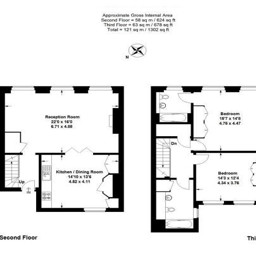 Approximate Gross Internal Area
Second Floor = 58 sq m / 624 sq ft
Third Floor = 63 sq m / 678 sq ft
Total = 121 sq m / 1302 sq ft
N
Reception Room
22'0 x 16'0
6.71 x 4.88
Bedroom
15'7 x 14'8
4.76 x 4.47
Dn
Kitchen / Dining Room
14'10 x 13'6
4.52 x 4.11
Up
Bedroom
14'3 x 12'4
4.34 x 3.76
Second Floor
Thi